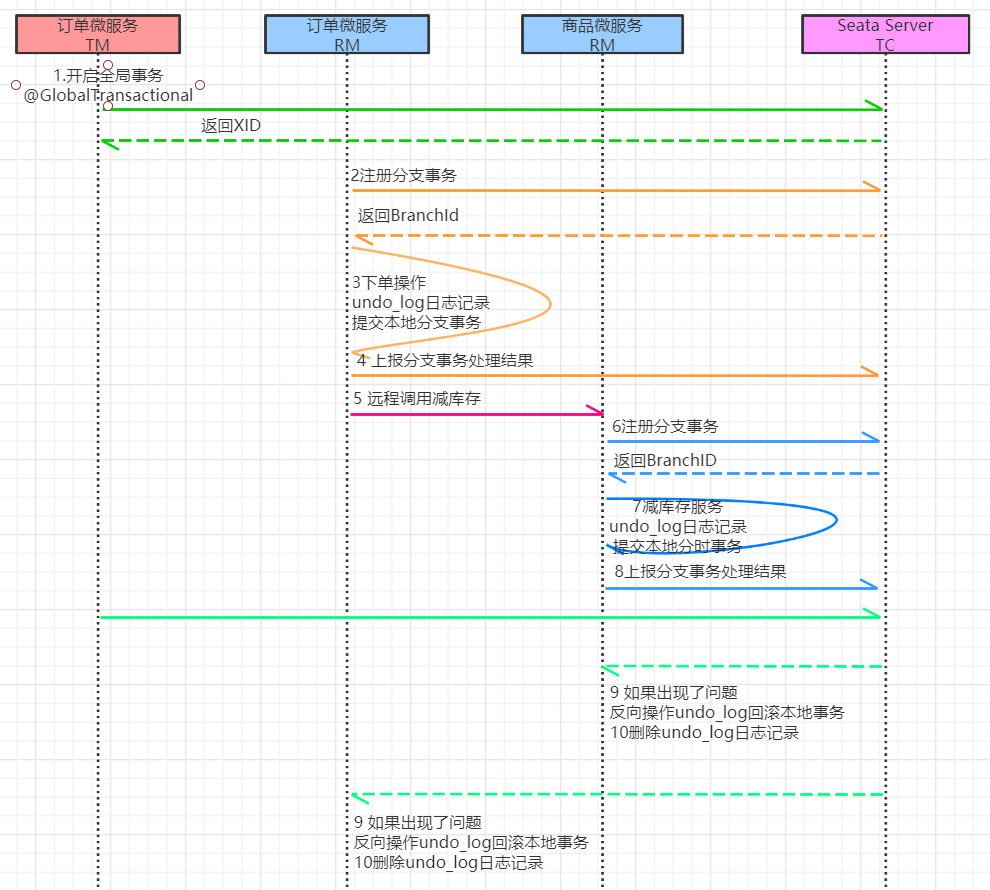 订单微服务
TM
订单微服务
RM
商品微服务
RM
Seata Server
TC
1.开启全局事务
@GlobalTransactional
返回XID
2注册分支事务
返回BranchId
3下单操作
undo_log日志记录
提交本地分支事务
4 上报分支事务处理结果
5 远程调用减库存
6注册分支事务
返回BranchID
7减库存服务
undo_log日志记录
提交本地分时事务
8上报分支事务处理结果
9 如果出现了问题
反向操作undo_log回滚本地事务
10删除undo_log日志记录
9 如果出现了问题
反向操作undo_log回滚本地事务
10删除undo_log日志记录